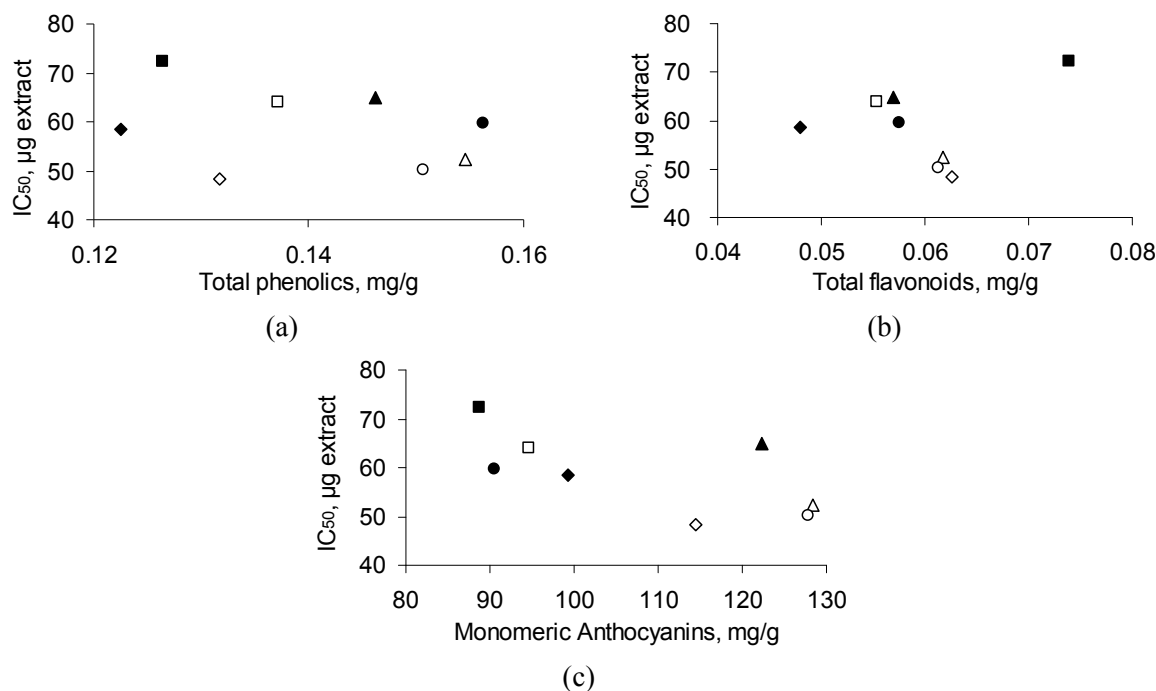 80
70
60
50
40
IC50, µg extract
0.12 0.14 0.16
Total phenolics, mg/g
(a)
80
70
60
50
40
IC50, µg extract
0.04 0.05 0.06 0.07 0.08
Total flavonoids, mg/g
(b)
80
70
60
50
40
IC50, µg extract
80 90 100 110 120 130
Monomeric Anthocyanins, mg/g
(c)